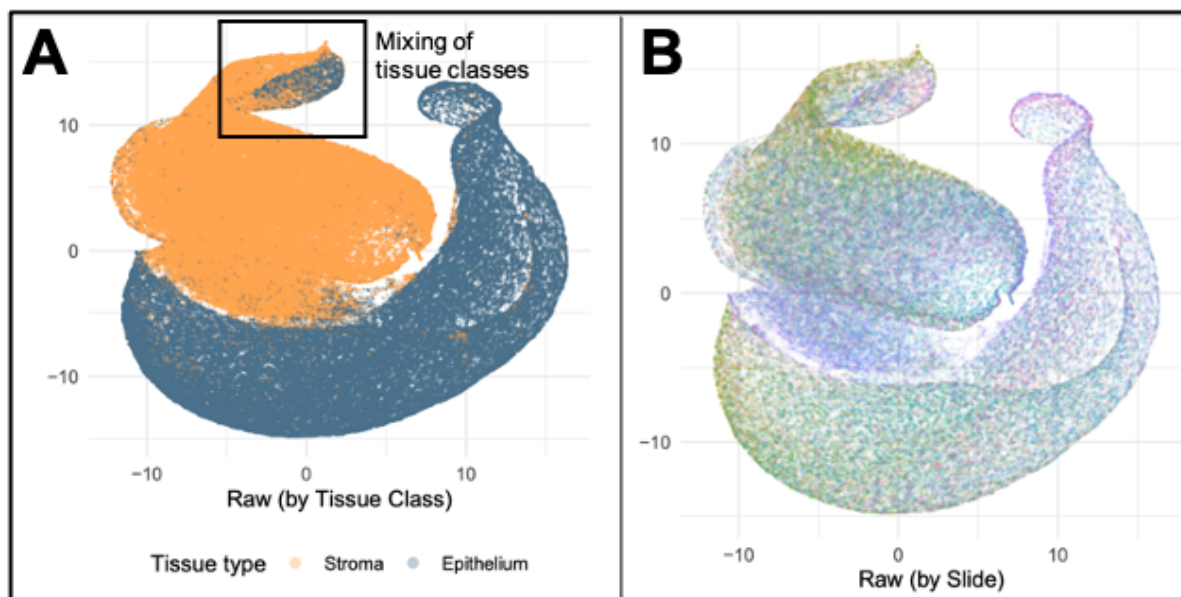 A
Mixing of
tissue classes
10
0
−10
−10 0 10
Raw (by Tissue Class)
Tissue type Stroma Epithelium
B
10
0
−10
−10 0 10
Raw (by Slide)